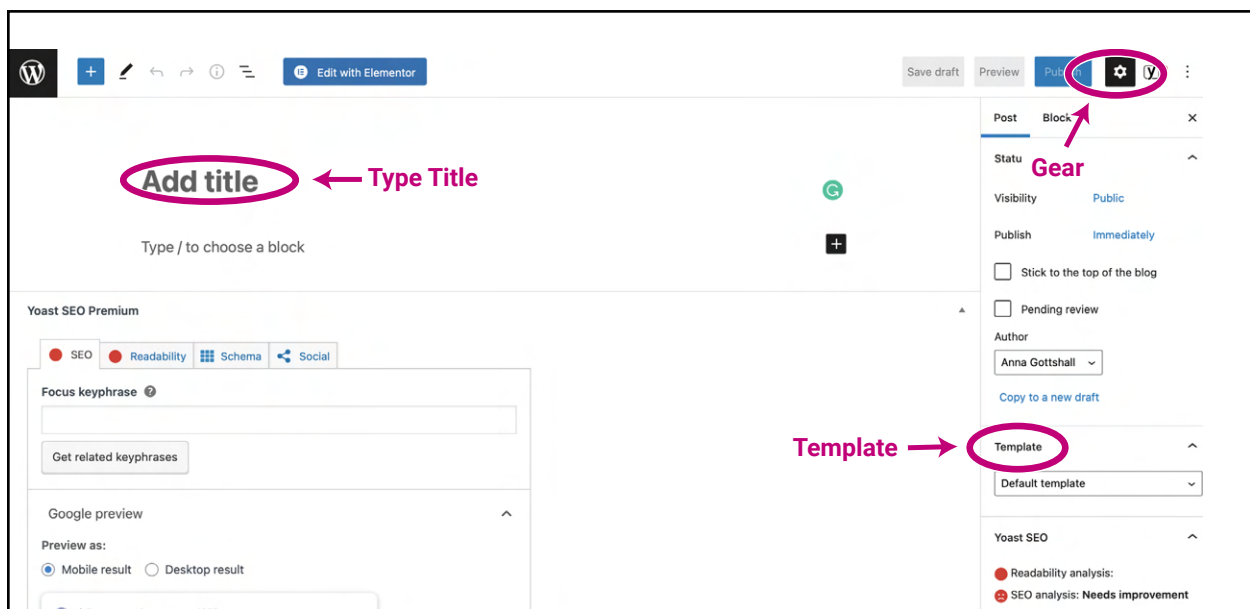 Edit with Elementor
Save draft
Preview
Post
Block
Add title
Type Title
Gear
Statu
Visibility
Public
Publish
Immediately
Type / to choose a block
Stick to the top of the blog
Yoast SEO Premium
Pending review
Author
Anna Gottshall
SEO
Readability
Schema
Social
Focus keyphrase
Copy to a new draft
Get related keyphrases
Template
Template
Default template
Google preview
Preview as:
Mobile result
Desktop result
Yoast SEO
Readability analysis:
SEO analysis: Needs improvement